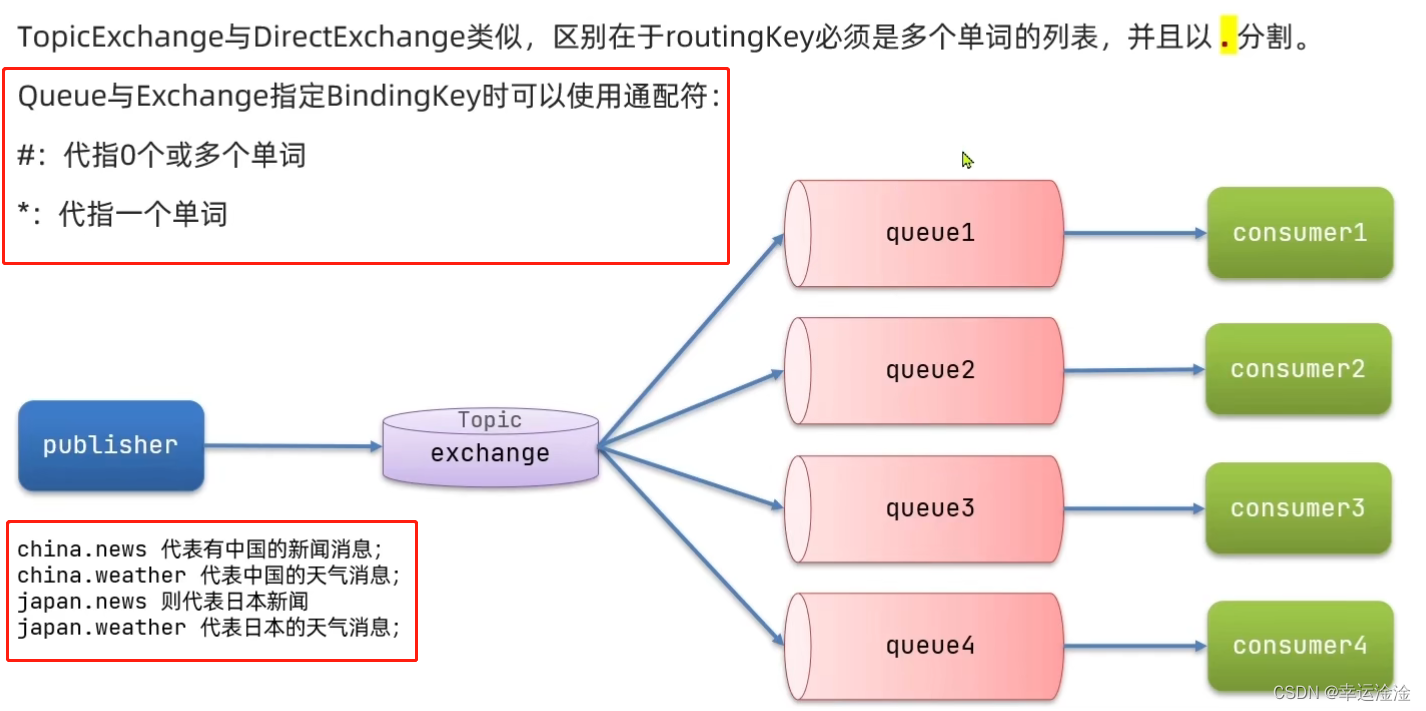 TopicExchange与DirectExchange类似，区别在于routingKey必须是多个单词的列表，并且以 . 分割。
Queue与Exchange指定BindingKey时可以使用通配符：
#：代指0个或多个单词
*：代指一个单词
queue1
consumer1
queue2
consumer2
publisher
Topic
exchange
queue3
consumer3
china.news 代表有中国的新闻消息；
china.weather 代表中国的天气消息；
japan.news 则代表日本新闻
japan.weather 代表日本的天气消息；
queue4
consumer4
CSDN @幸运淦淦